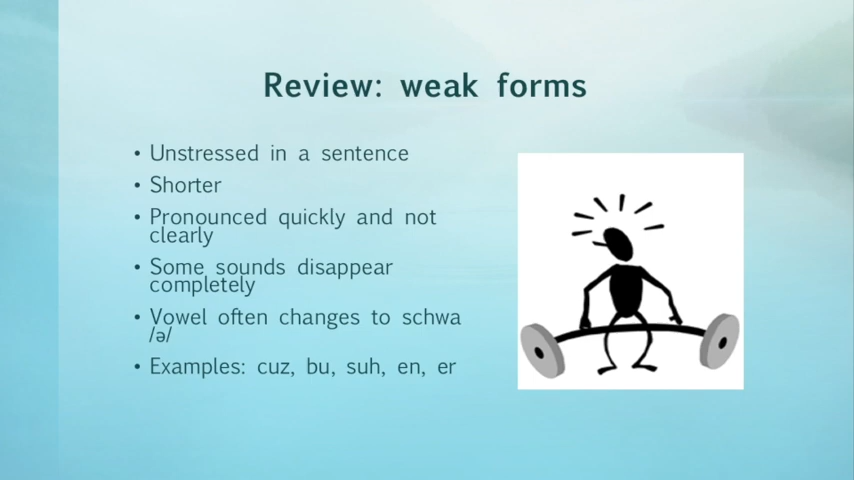 Review: weak forms
• Unstressed in a sentence
• Shorter
• Pronounced quickly and not
clearly
• Some sounds disappear
completely
• Vowel often changes to schwa
/ə/
• Examples: cuz, bu, suh, en, er